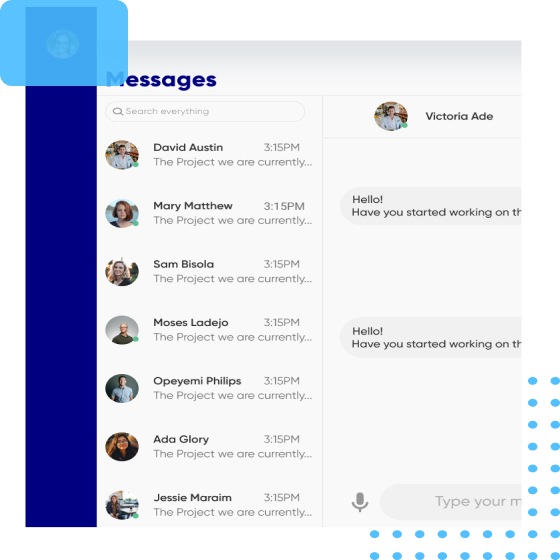 Messages
Search everything
David Austin 3:15PM
The Project we are currently...
Mary Matthew 3:15PM
The Project we are currently...
Sam Bisola 3:15PM
The Project we are currently...
Moses Ladejo 3:15PM
The Project we are currently...
Opeyemi Philips 3:15PM
The Project we are currently...
Ada Glory 3:15PM
The Project we are currently...
Jessie Maraim 3:15PM
The Project we are currently...
Victoria Ade
Hello!
Have you started working on th
Hello!
Have you started working on th
Type your m